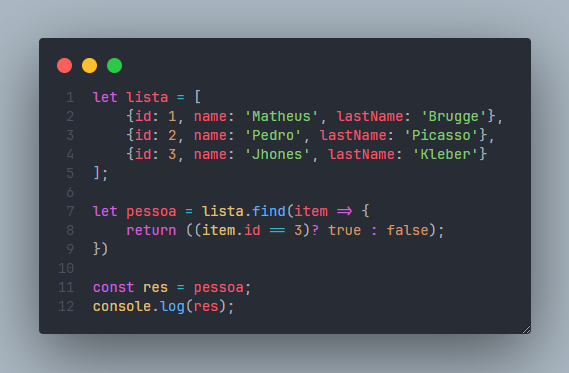 1 let lista = [
2     {id: 1, name: 'Matheus', lastName: 'Brugge'},
3     {id: 2, name: 'Pedro', lastName: 'Picasso'},
4     {id: 3, name: 'Jhones', lastName: 'Kleber'}
5 ];
6
7 let pessoa = lista.find(item => {
8     return ((item.id == 3)? true : false);
9 })
10
11 const res = pessoa;
12 console.log(res);